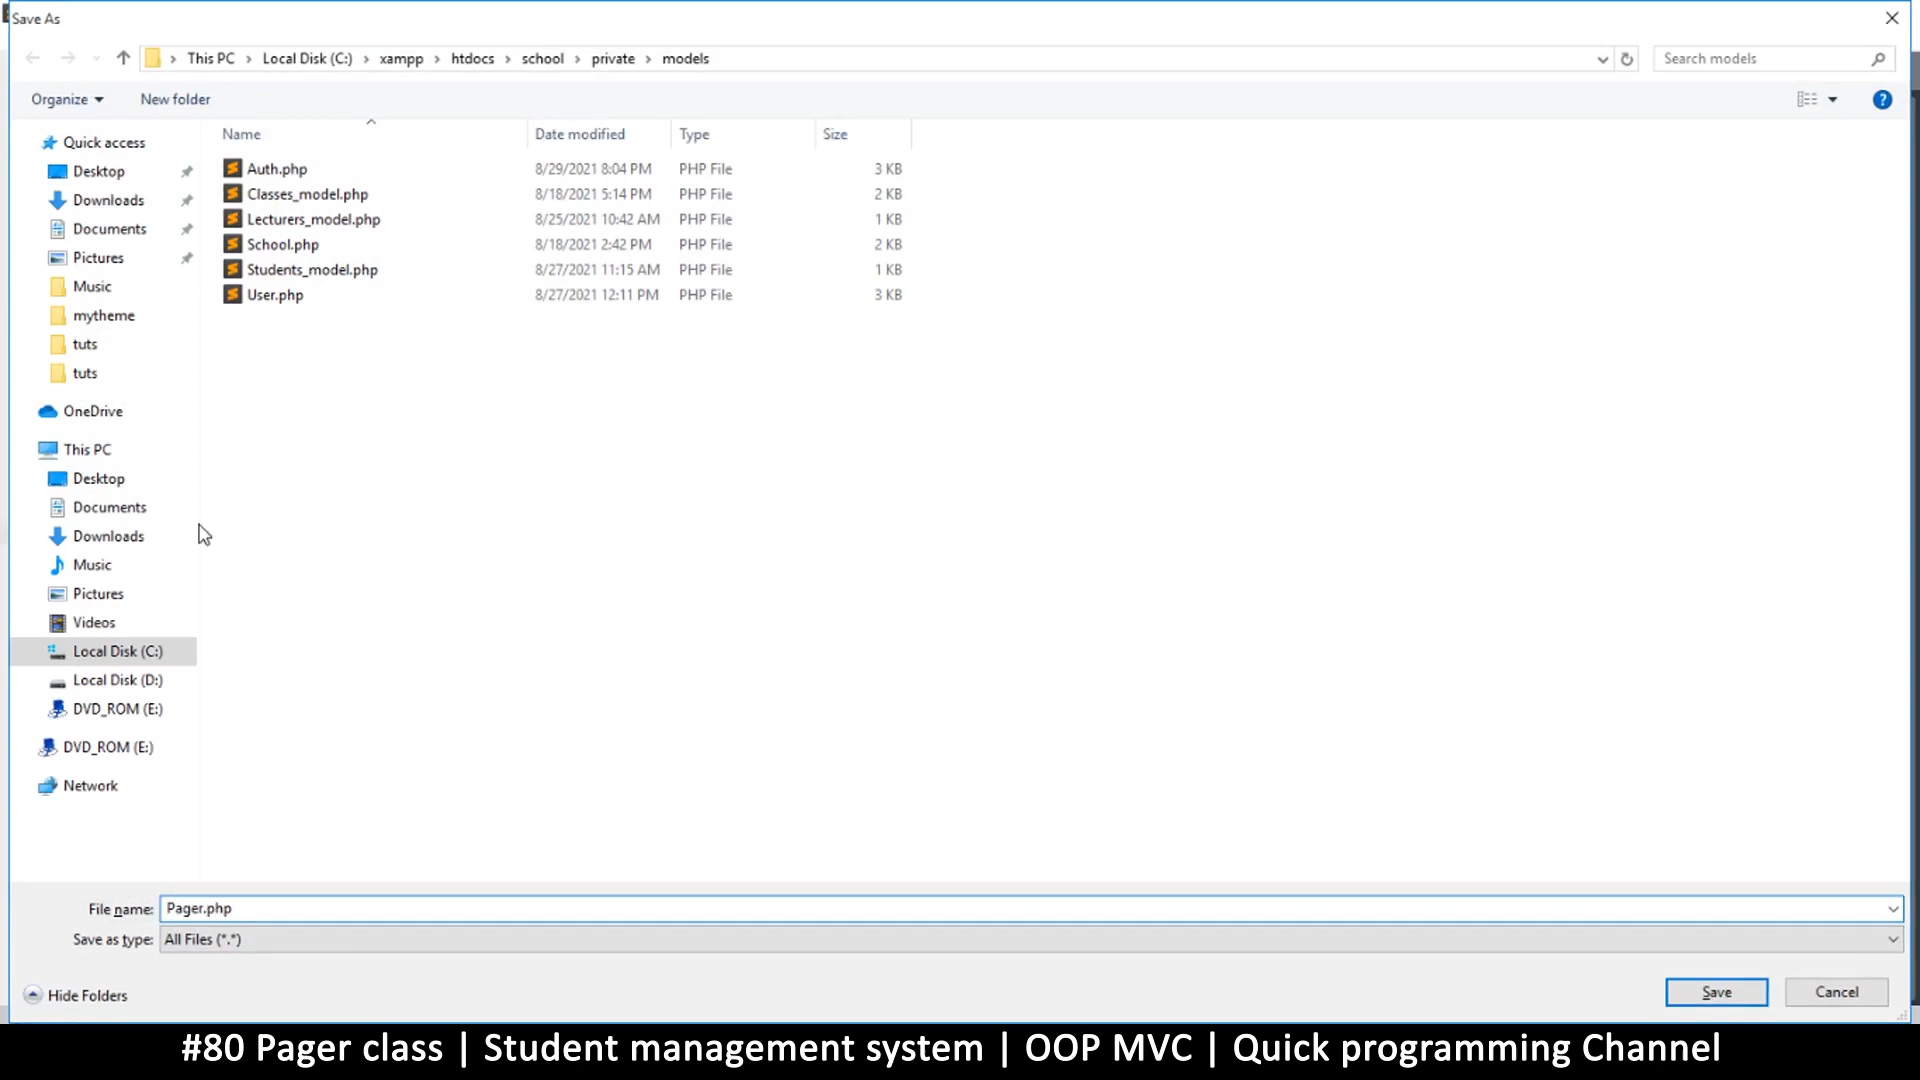 Save As
This PC > Local Disk (C:) > xampp > htdocs > school > private > models
Search models
Organize
New folder
Name Date modified Type Size
Auth.php 8/29/2021 8:04 PM PHP File 3 KB
Classes_model.php 8/18/2021 5:14 PM PHP File 2 KB
Lecturers_model.php 8/25/2021 10:42 AM PHP File 1 KB
School.php 8/18/2021 2:42 PM PHP File 2 KB
Students_model.php 8/27/2021 11:15 AM PHP File 1 KB
User.php 8/27/2021 12:11 PM PHP File 3 KB
Quick access
Desktop
Downloads
Documents
Pictures
Music
mytheme
tuts
tuts
OneDrive
This PC
Desktop
Documents
Downloads
Music
Pictures
Videos
Local Disk (C:)
Local Disk (D:)
DVD_ROM (E:)
DVD_ROM (E:)
Network
File name: Pager.php
Save as type: All Files (*.*)
Hide Folders
Save
Cancel
#80 Pager class | Student management system | OOP MVC | Quick programming Channel